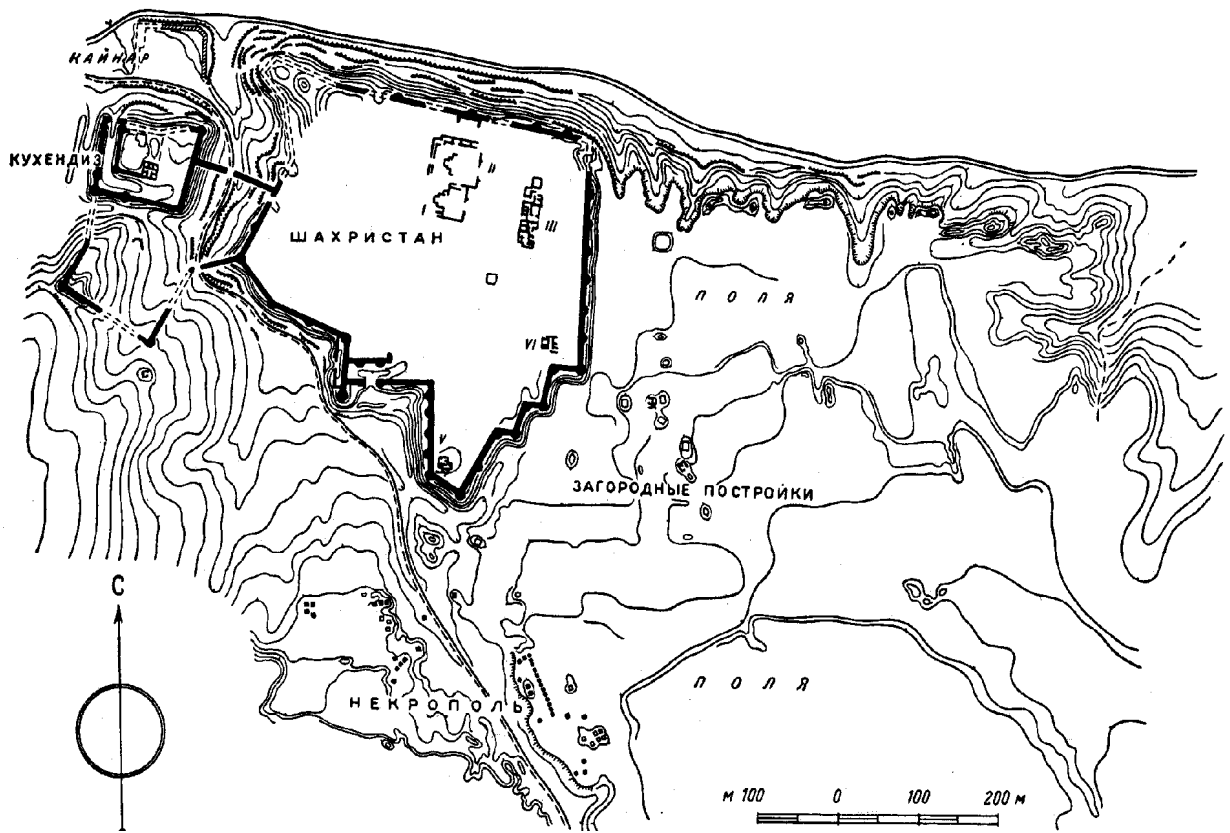 КАЙНАР
КУХЕНДИЗ
II
I
III
ШАХРИСТАН
ПОЛЯ
VI
V
ЗАГОРОДНЫЕ ПОСТРОЙКИ
С
НЕКРОПОЛЬ
ПОЛЯ
м 100 0 100 200 м